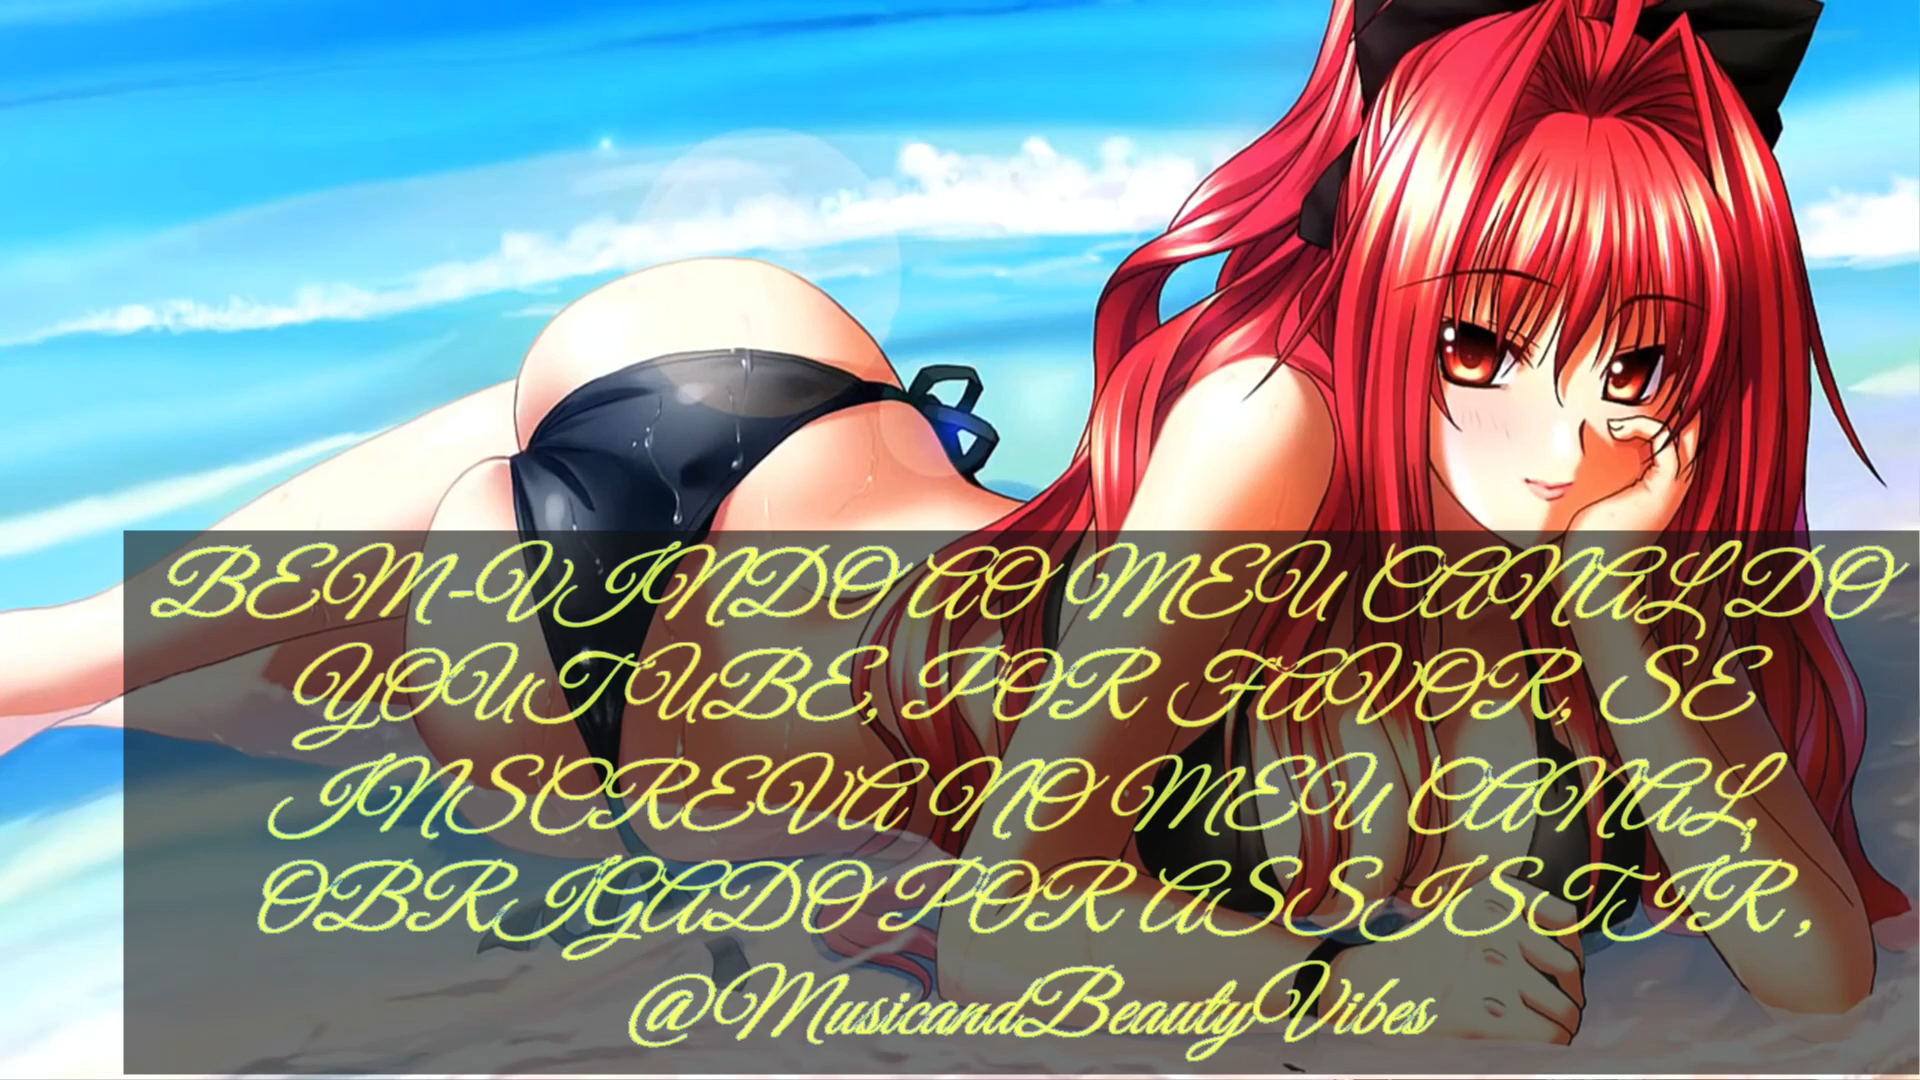 BEM-VINDO AO MEU CANAL DO
YOUTUBE, POR FAVOR, SE
INSCREVA NO MEU CANAL,
OBRIGADO POR ASSISTIR ,
@MusicandBeautyVibes